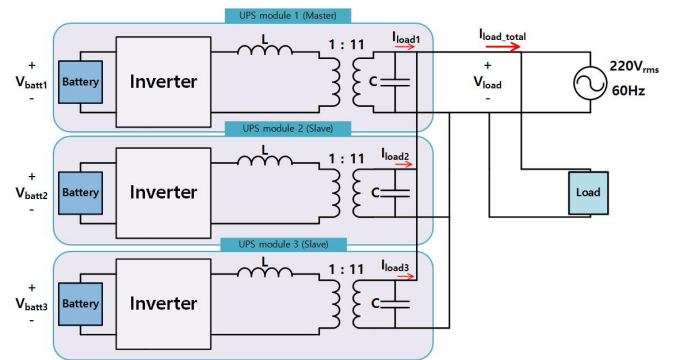 UPS module 1 (Master)
+
Vbatt1
-
Battery
Inverter
L
1 : 11
C
Iload1
Iload_total
+
Vload
-
220Vrms
60Hz
UPS module 2 (Slave)
+
Vbatt2
-
Battery
Inverter
L
1 : 11
C
Iload2
Load
UPS module 3 (Slave)
+
Vbatt3
-
Battery
Inverter
L
1 : 11
C
Iload3